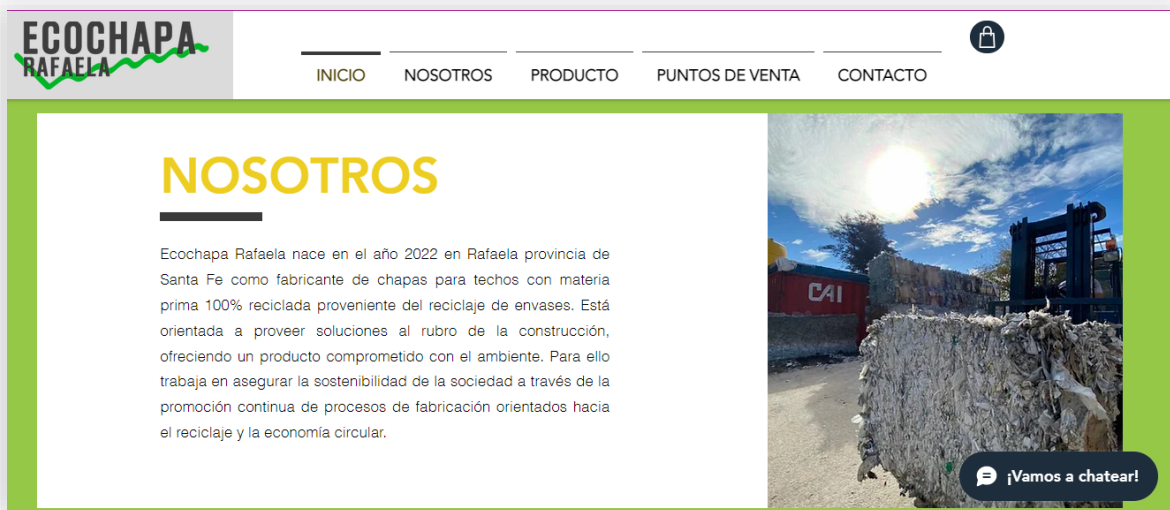 ECOCHAPA
RAFAELA
INICIO
NOSOTROS
PRODUCTO
PUNTOS DE VENTA
CONTACTO
NOSOTROS
Ecochapa Rafaela nace en el año 2022 en Rafaela provincia de
Santa Fe como fabricante de chapas para techos con materia
prima 100% reciclada proveniente del reciclaje de envases. Está
orientada a proveer soluciones al rubro de la construcción,
ofreciendo un producto comprometido con el ambiente. Para ello
trabaja en asegurar la sostenibilidad de la sociedad a través de la
promoción continua de procesos de fabricación orientados hacia
el reciclaje y la economía circular.
CAI
¡Vamos a chatear!